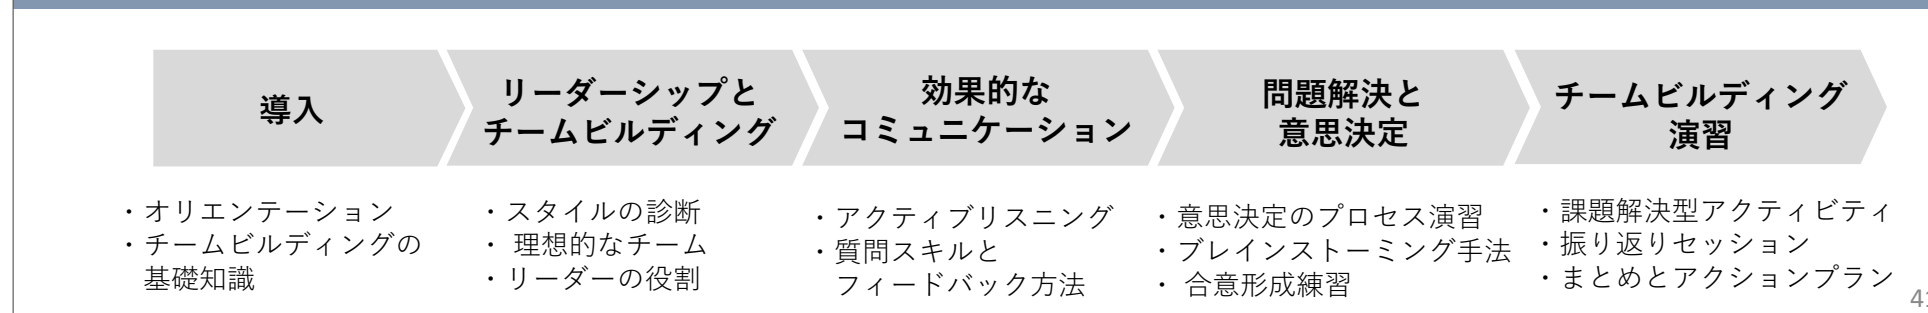 導入
リーダーシップと
チームビルディング
効果的な
コミュニケーション
問題解決と
意思決定
チームビルディング
演習
・オリエンテーション
・チームビルディングの
基礎知識
・スタイルの診断
・ 理想的なチーム
・リーダーの役割
・アクティブリスニング
・質問スキルと
フィードバック方法
・意思決定のプロセス演習
・ブレインストーミング手法
・ 合意形成練習
・課題解決型アクティビティ
・振り返りセッション
・まとめとアクションプラン